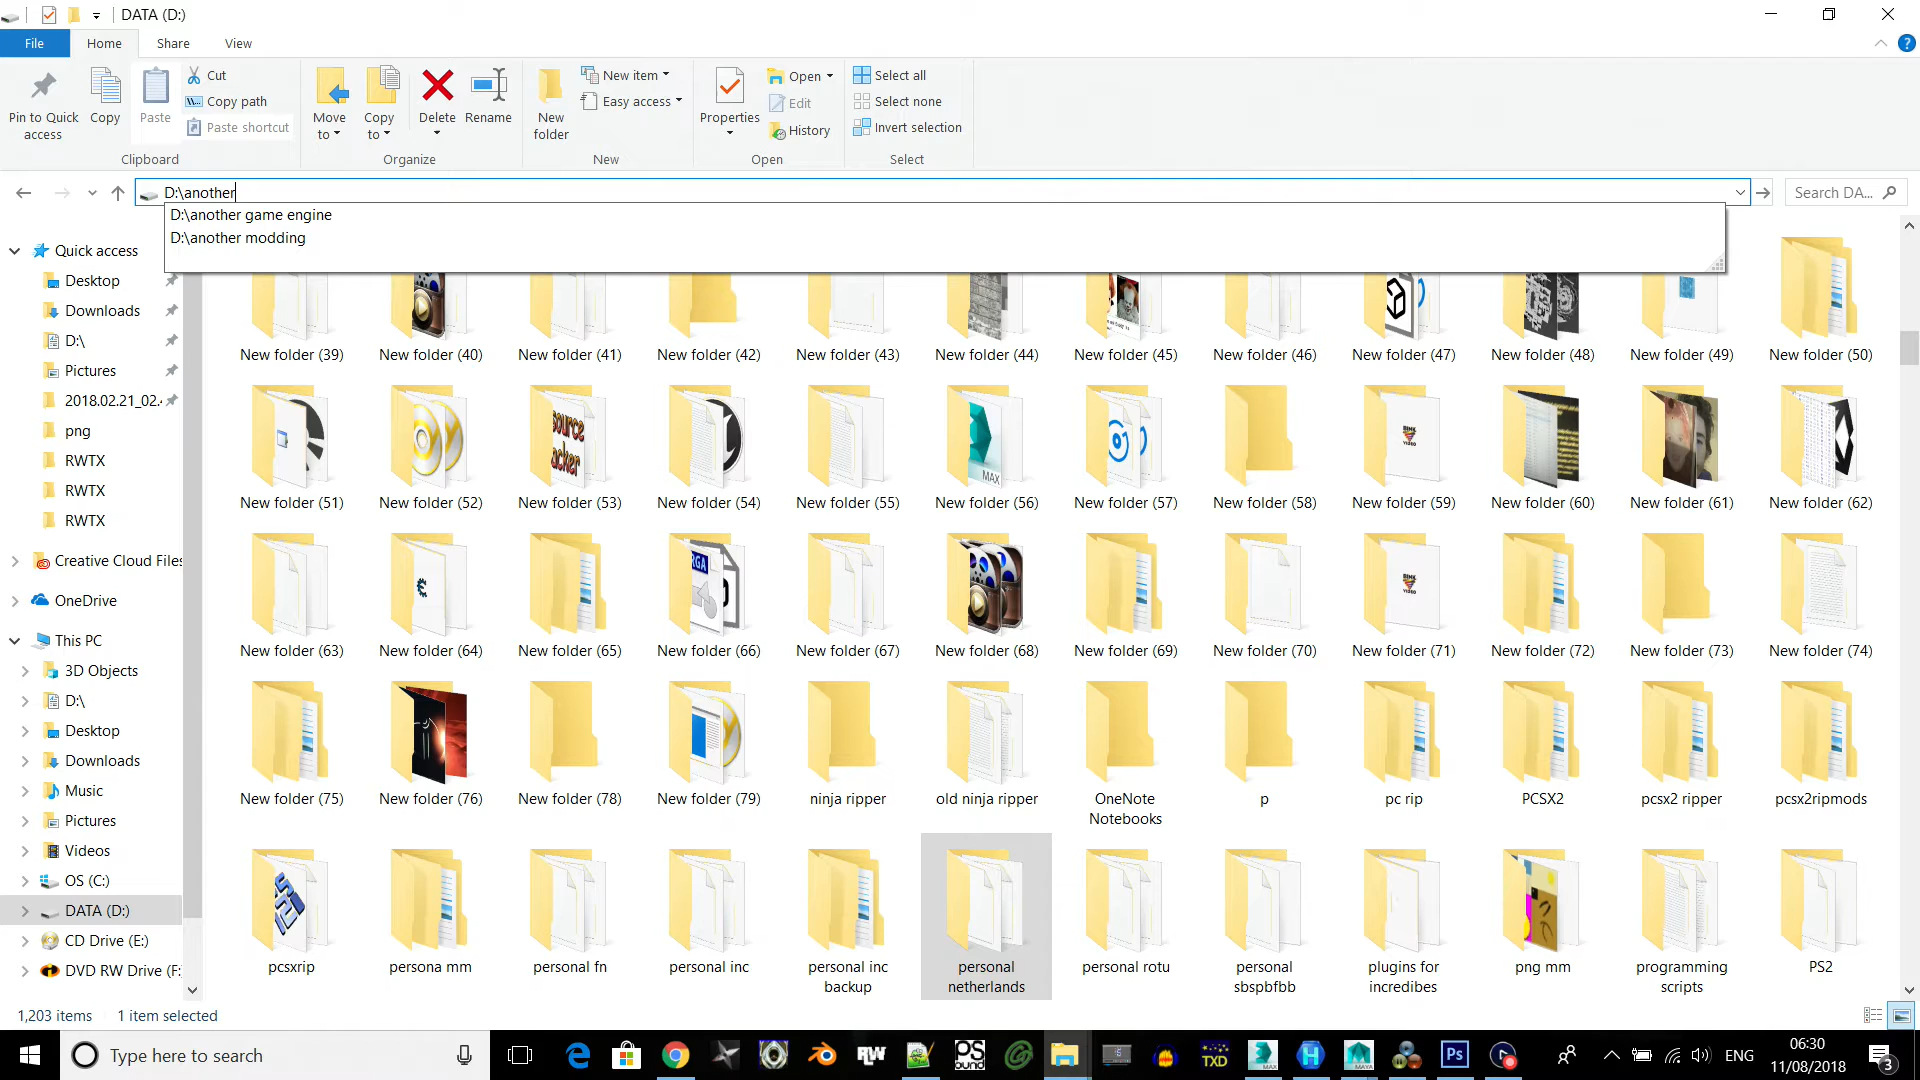 DATA (D:)
File Home Share View
Pin to Quick access
Copy
Paste
Cut
Copy path
Paste shortcut
Move to
Copy to
Delete
Rename
New folder
New item
Easy access
Properties
Open
Edit
History
Select all
Select none
Invert selection
Clipboard Organize New Open Select
D:\another
Search DA...
D:\another game engine
D:\another modding
Quick access
Desktop
Downloads
D:\
Pictures
2018.02.21_02.
png
RWTX
RWTX
RWTX
Creative Cloud Files
OneDrive
This PC
3D Objects
D:\
Desktop
Downloads
Music
Pictures
Videos
OS (C:)
DATA (D:)
CD Drive (E:)
DVD RW Drive (F:
New folder (39) New folder (40) New folder (41) New folder (42) New folder (43) New folder (44) New folder (45) New folder (46) New folder (47) New folder (48) New folder (49) New folder (50)
MAX
New folder (51) New folder (52) New folder (53) New folder (54) New folder (55) New folder (56) New folder (57) New folder (58) New folder (59) New folder (60) New folder (61) New folder (62)
New folder (63) New folder (64) New folder (65) New folder (66) New folder (67) New folder (68) New folder (69) New folder (70) New folder (71) New folder (72) New folder (73) New folder (74)
New folder (75) New folder (76) New folder (78) New folder (79) ninja ripper old ninja ripper OneNote Notebooks p pc rip PCSX2 pcsx2 ripper pcsx2ripmods
pcsxrip persona mm personal fn personal inc personal inc backup personal netherlands personal rotu personal sbspbfbb plugins for incredibes png mm programming scripts PS2
1,203 items 1 item selected
Type here to search
RW
TXD
MAX
MAYA
Ps
ENG
06:30
11/08/2018
3